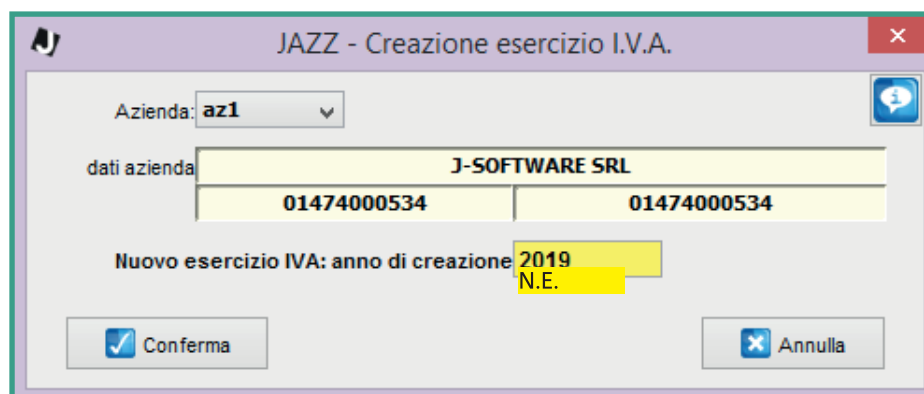 JAZZ - Creazione esercizio I.V.A.
Azienda: az1
dati azienda J-SOFTWARE SRL
01474000534 01474000534
Nuovo esercizio IVA: anno di creazione 2019
N.E.
Conferma Annulla